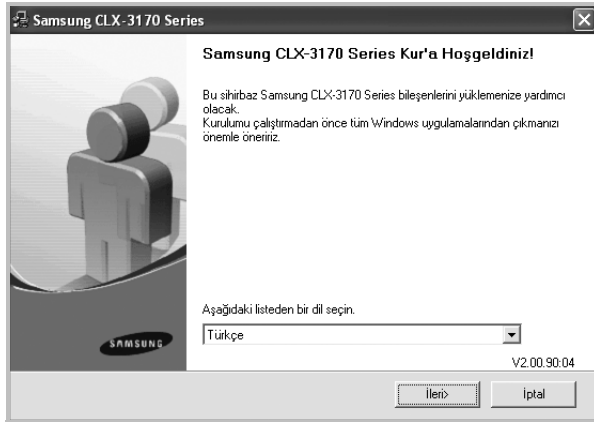 Samsung CLX-3170 Series
Samsung CLX-3170 Series Kur'a Hoşgeldiniz!
Bu sihirbaz Samsung CLX-3170 Series bileşenlerini yüklemenize yardımcı
olacak.
Kurulumu çalıştırmadan önce tüm Windows uygulamalarından çıkmanızı
önemle öneririz.
Aşağıdaki listeden bir dil seçin.
Türkçe
SAMSUNG
V2.00.90:04
İleri>
İptal